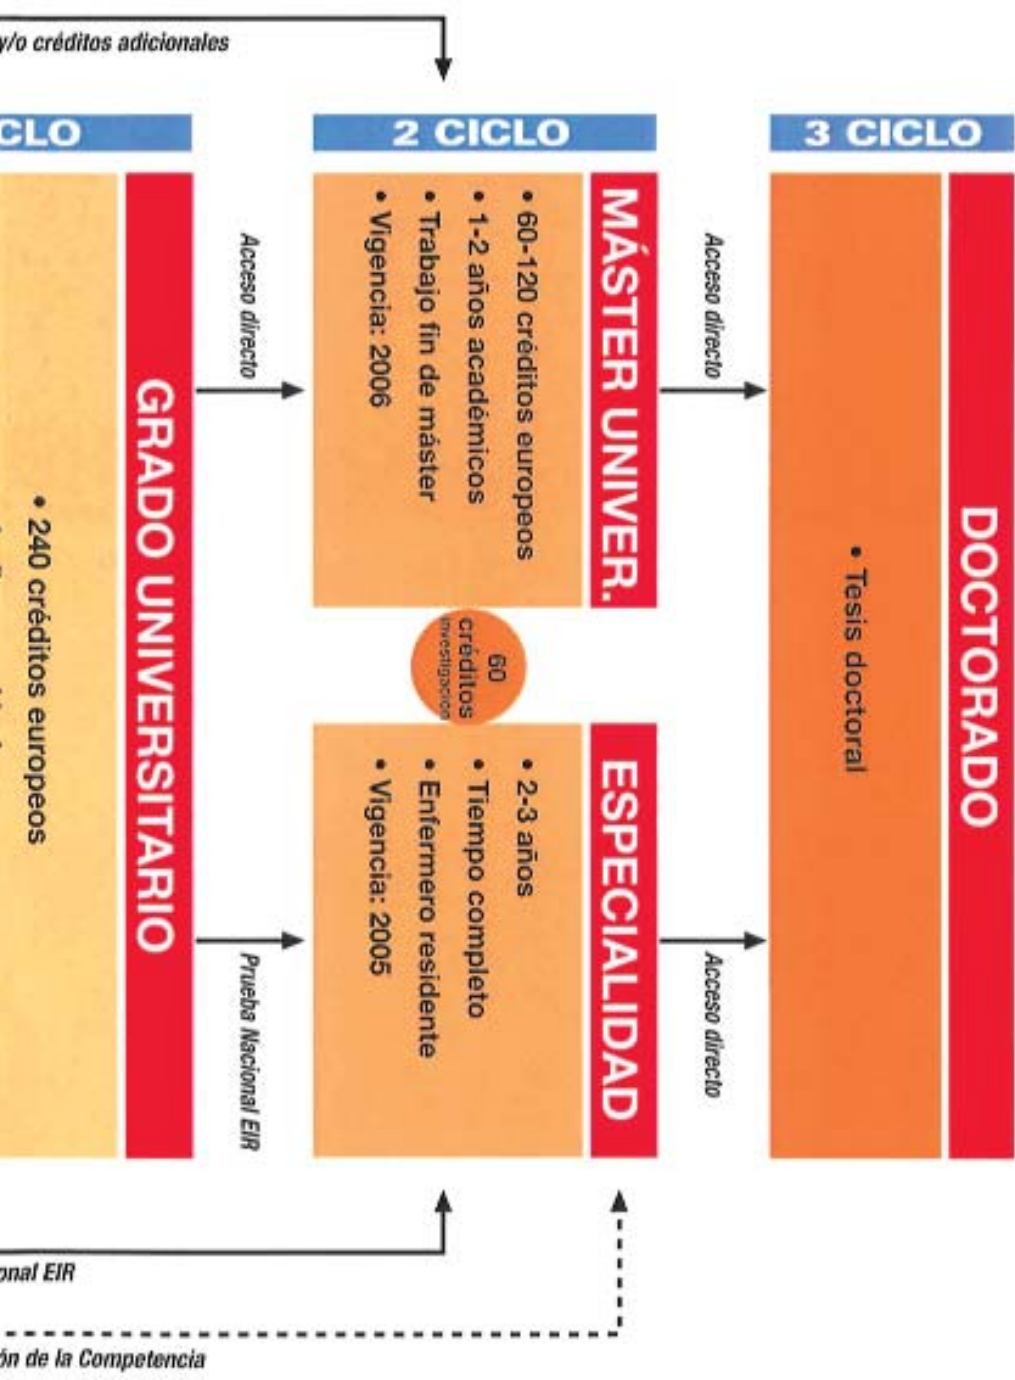 y/o créditos adicionales
CLO
2 CICLO
3 CICLO
GRADO UNIVERSITARIO
• 240 créditos europeos
Acceso directo
Prueba Nacional EIR
MÁSTER UNIVER.
• 60-120 créditos europeos
• 1-2 años académicos
• Trabajo fin de máster
• Vigencia: 2006
60
créditos
investigación
ESPECIALIDAD
• 2-3 años
• Tiempo completo
• Enfermero residente
• Vigencia: 2005
Acceso directo
Acceso directo
DOCTORADO
• Tesis doctoral
onal EIR
ón de la Competencia